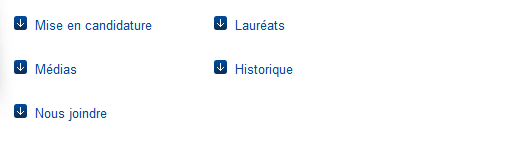 Mise en candidature
Lauréats
Médias
Historique
Nous joindre